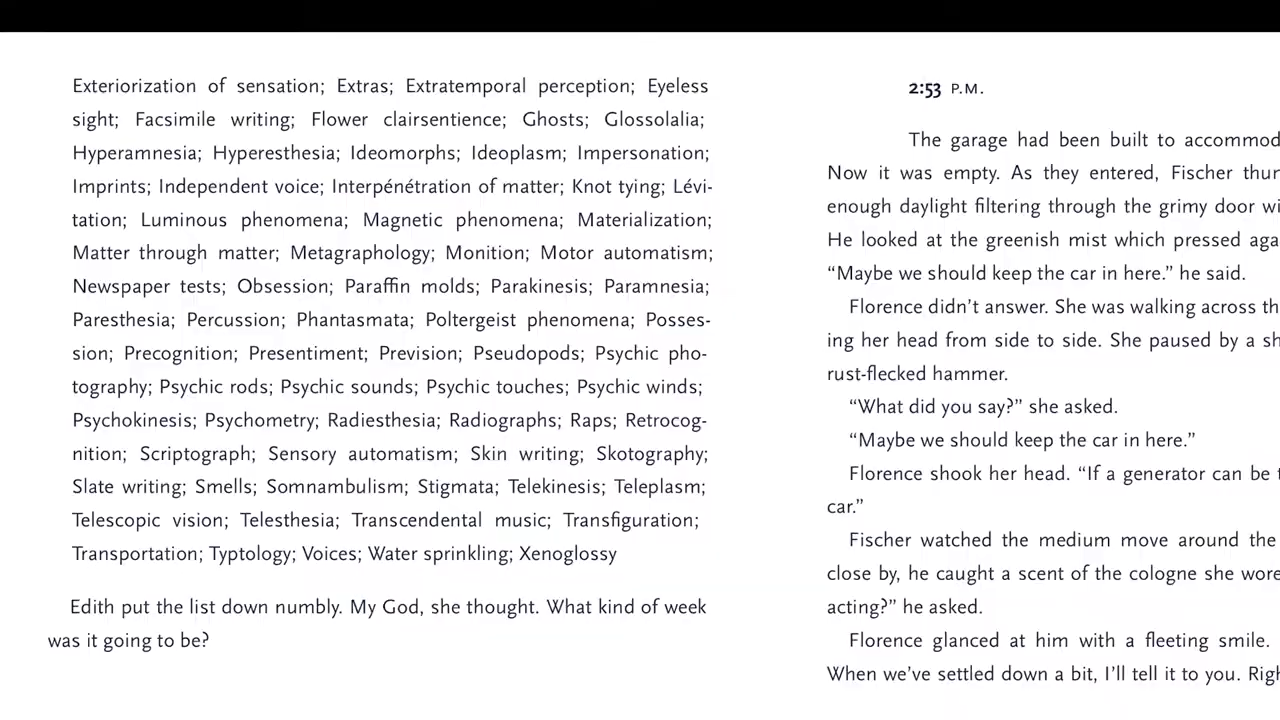 Exteriorization of sensation; Extras; Extratemporal perception; Eyeless
sight; Facsimile writing; Flower clairsentience; Ghosts; Glossolalia;
Hyperamnesia; Hyperesthesia; Ideomorphs; Ideoplasm; Impersonation;
Imprints; Independent voice; Interpénétration of matter; Knot tying; Lévi-
tation; Luminous phenomena; Magnetic phenomena; Materialization;
Matter through matter; Metagraphology; Monition; Motor automatism;
Newspaper tests; Obsession; Paraffin molds; Parakinesis; Paramnesia;
Paresthesia; Percussion; Phantasmata; Poltergeist phenomena; Posses-
sion; Precognition; Presentiment; Prevision; Pseudopods; Psychic pho-
tography; Psychic rods; Psychic sounds; Psychic touches; Psychic winds;
Psychokinesis; Psychometry; Radiesthesia; Radiographs; Raps; Retrocog-
nition; Scriptograph; Sensory automatism; Skin writing; Skotography;
Slate writing; Smells; Somnambulism; Stigmata; Telekinesis; Teleplasm;
Telescopic vision; Telesthesia; Transcendental music; Transfiguration;
Transportation; Typtology; Voices; Water sprinkling; Xenoglossy
Edith put the list down numbly. My God, she thought. What kind of week
was it going to be?
2:53 P.M.
The garage had been built to accommod
Now it was empty. As they entered, Fischer thur
enough daylight filtering through the grimy door wi
He looked at the greenish mist which pressed aga
“Maybe we should keep the car in here.” he said.
Florence didn’t answer. She was walking across th
ing her head from side to side. She paused by a sh
rust-flecked hammer.
“What did you say?” she asked.
“Maybe we should keep the car in here.”
Florence shook her head. “If a generator can be t
car.”
Fischer watched the medium move around the
close by, he caught a scent of the cologne she wore
acting?” he asked.
Florence glanced at him with a fleeting smile.
When we’ve settled down a bit, I’ll tell it to you. Righ